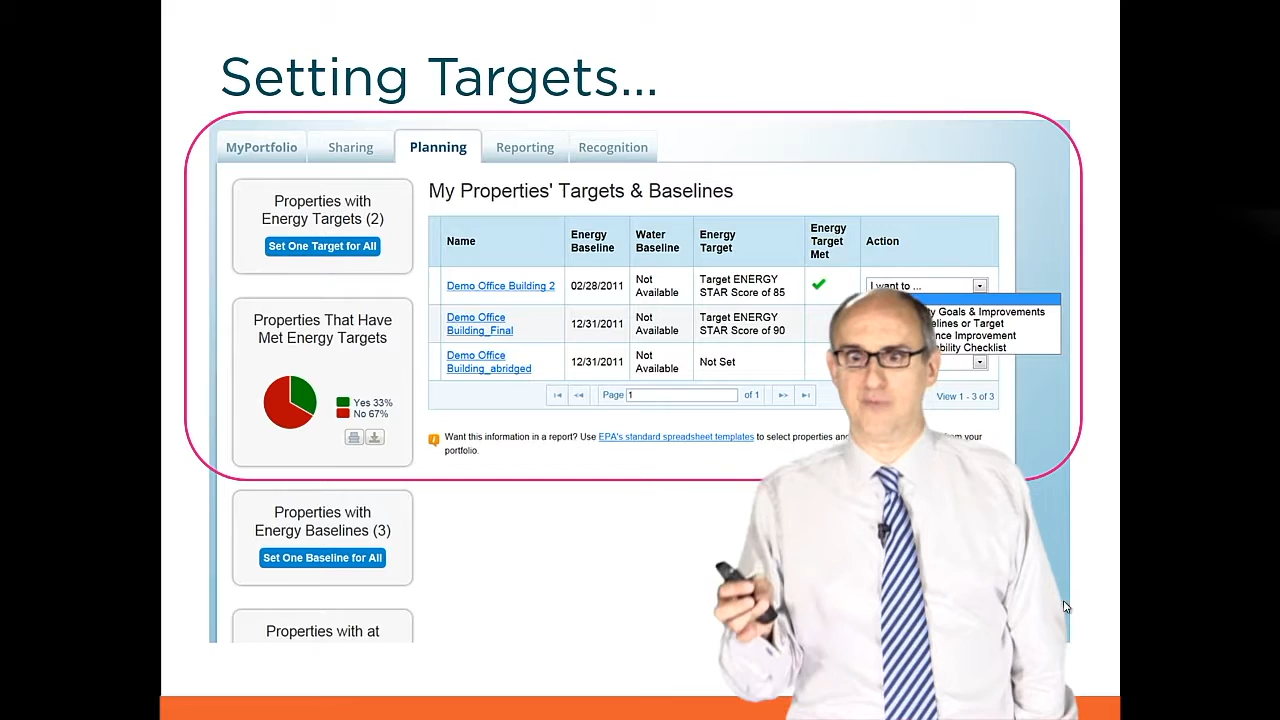 Setting Targets...
MyPortfolio
Sharing
Planning
Reporting
Recognition
Properties with
Energy Targets (2)
Set One Target for All
Properties That Have
Met Energy Targets
Yes 33%
No 67%
Properties with
Energy Baselines (3)
Set One Baseline for All
Properties with at
My Properties' Targets & Baselines
Name
Energy
Baseline
Water
Baseline
Energy
Target
Energy
Target
Met
Action
Demo Office Building 2
02/28/2011
Not
Available
Target ENERGY
STAR Score of 85
I want to ...
Demo Office
Building_Final
12/31/2011
Not
Available
Target ENERGY
STAR Score of 90
Goals & Improvements
or Target
Improvement
Checklist
Demo Office
Building_abridged
12/31/2011
Not
Available
Not Set
Page 1 of 1
View 1 - 3 of 3
Want this information in a report? Use EPA's standard spreadsheet templates to select properties and from your
portfolio.